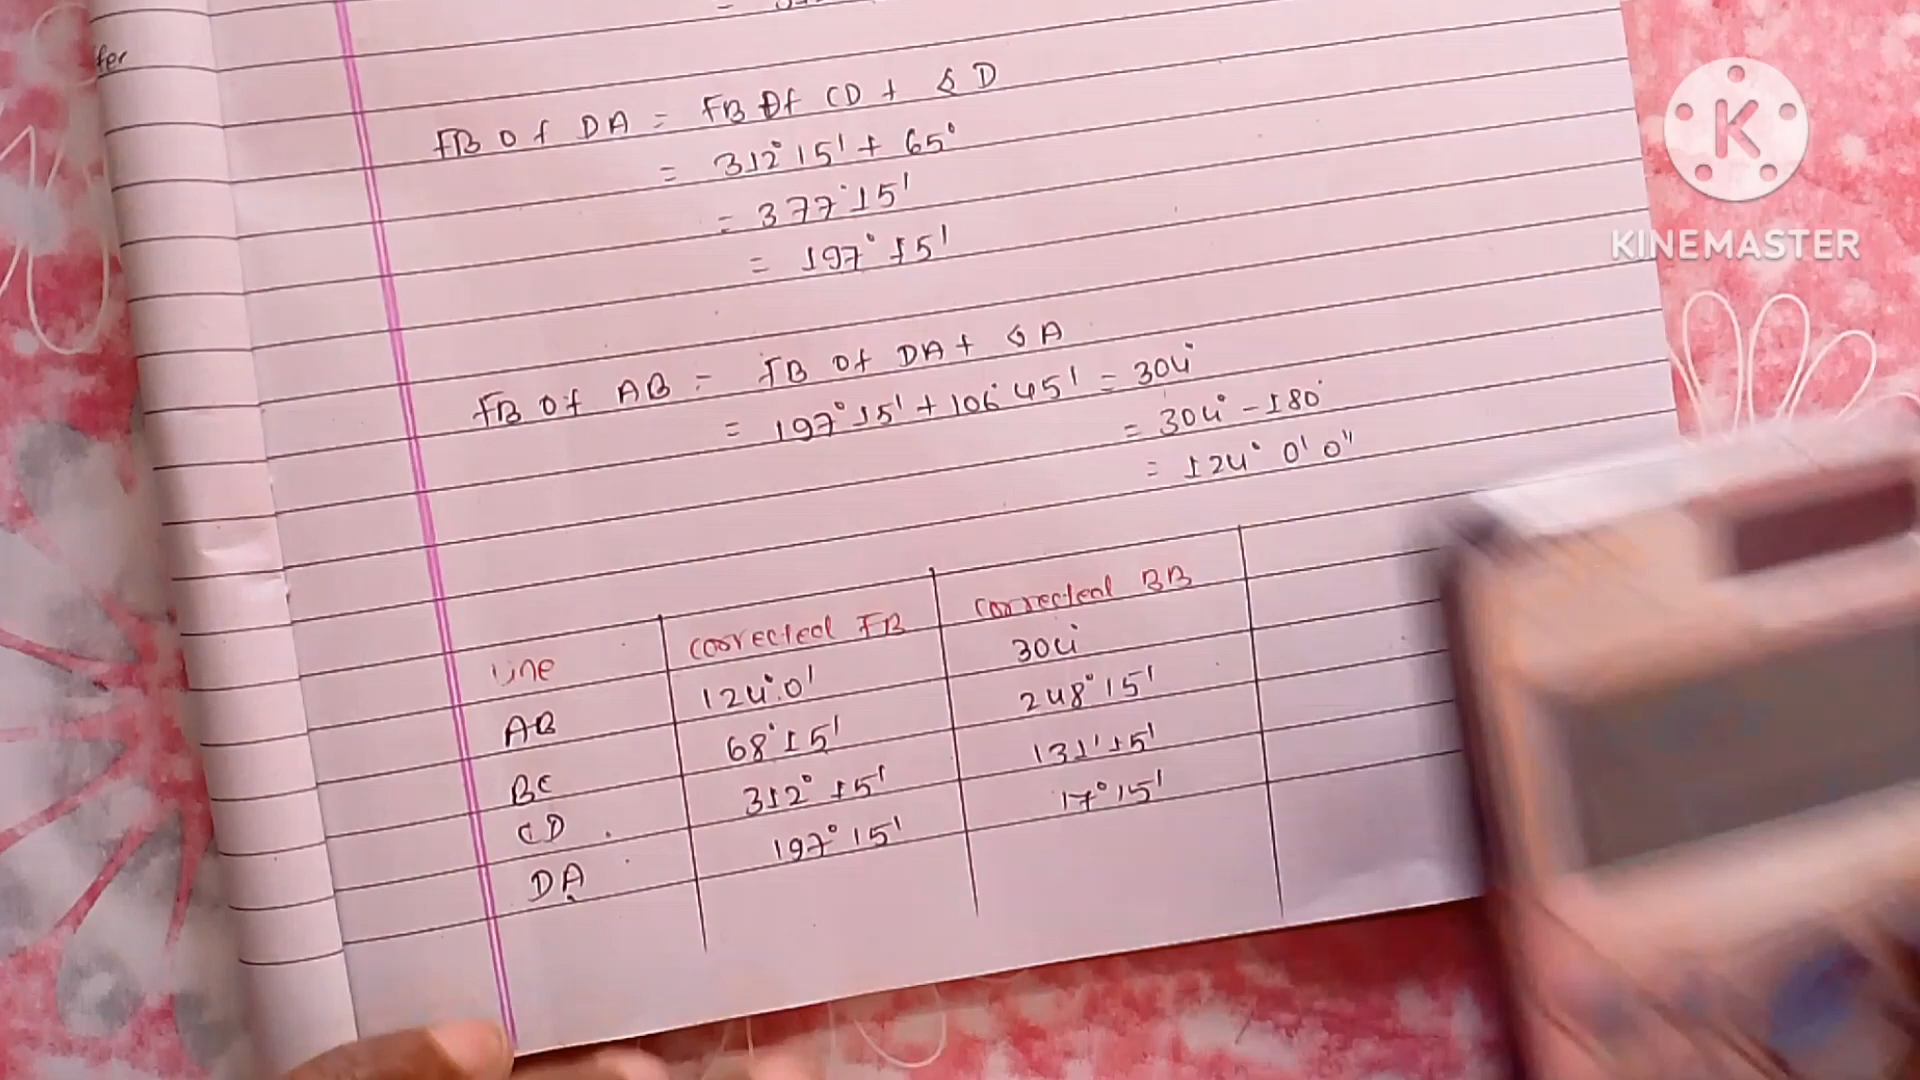 fer
FB Of DA = FB Of CD + ∠D
= 312° 15' + 65°
= 377° 15'
= 197° 15'
FB Of AB = FB Of DA + ∠A
= 197° 15' + 106° 45' = 304°
= 304° - 180°
= 124° 0' 0"
Line corrected FB corrected BB
AB 124° 0' 304°
BC 68° 15' 248° 15'
CD 312° 15' 131' 15'
DA 197° 15' 17° 15'
K
KINEMASTER